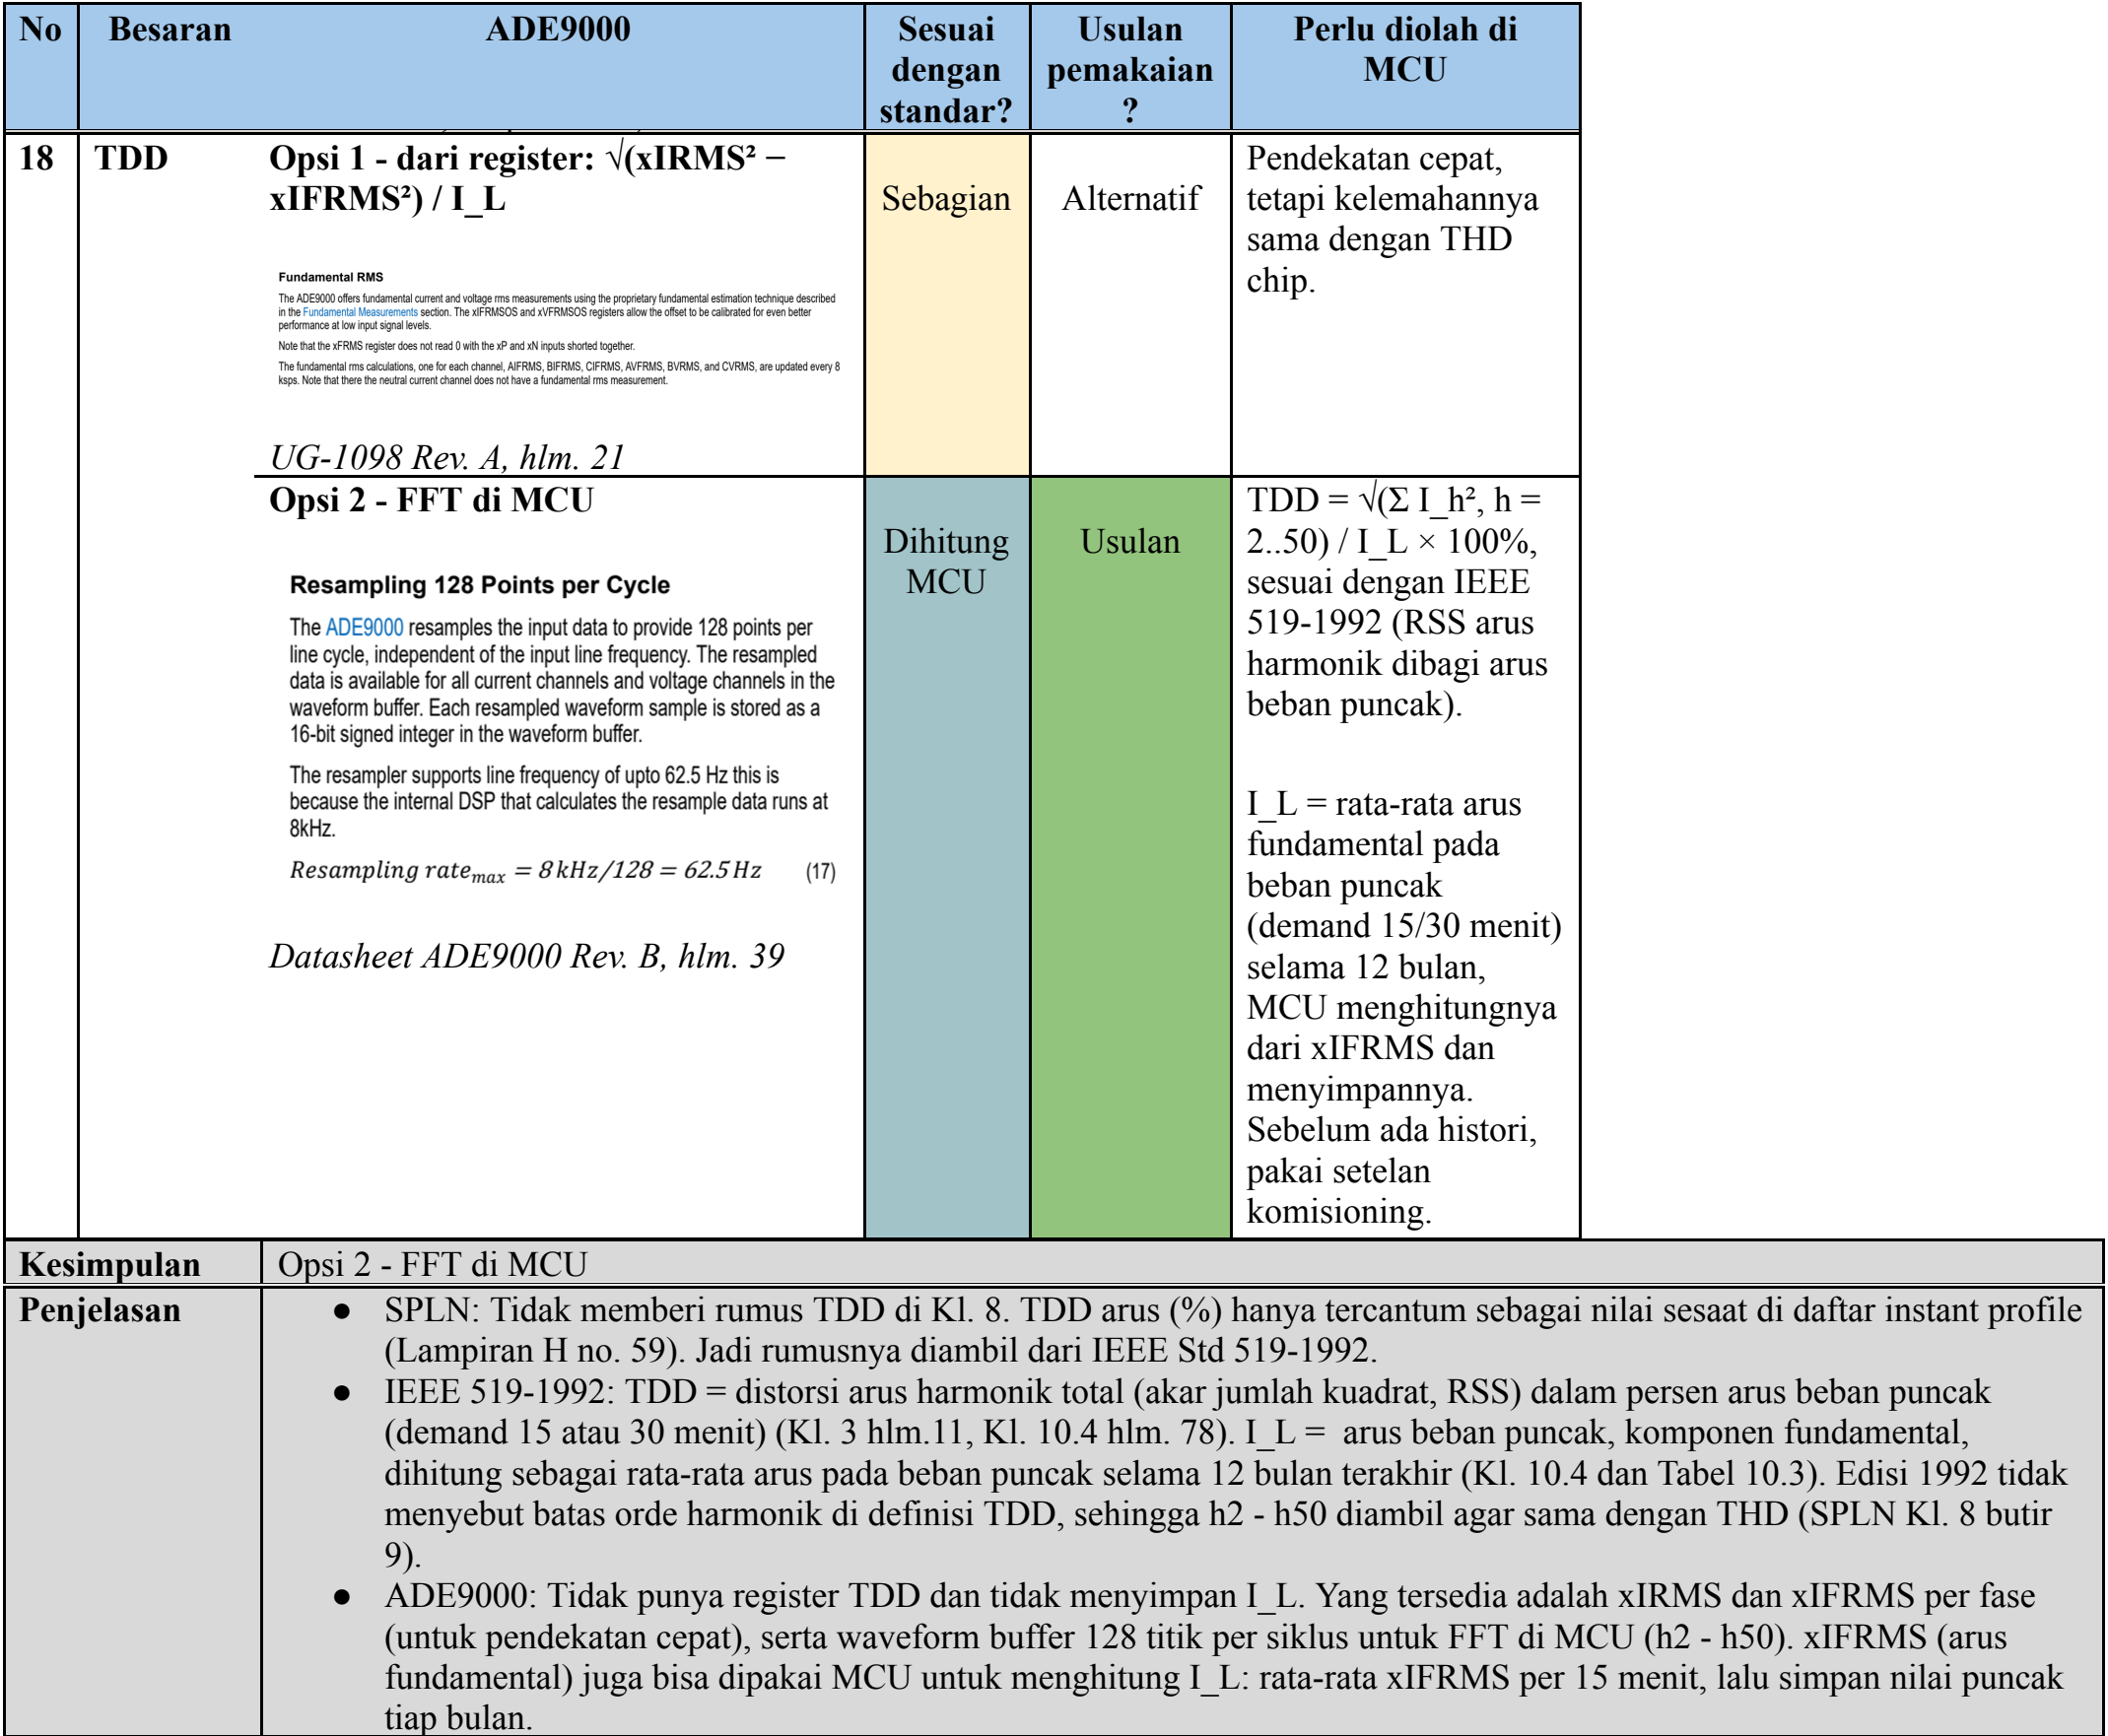 No Besaran ADE9000 Sesuai dengan standar? Usulan pemakaian ? Perlu diolah di MCU
18 TDD
Opsi 1 - dari register: √(xIRMS² −
xIFRMS²) / I_L
Fundamental RMS
The ADE9000 offers fundamental current and voltage rms measurements using the proprietary fundamental estimation technique described
in the Fundamental Measurements section. The xIFRMSOS and xVFRMSOS registers allow the offset to be calibrated for even better
performance at low input signal levels.
Note that the xFRMS register does not read 0 with the xP and xN inputs shorted together.
The fundamental rms calculations, one for each channel, AIFRMS, BIFRMS, CIFRMS, AVFRMS, BVRMS, and CVRMS, are updated every 8
ksps. Note that there the neutral current channel does not have a fundamental rms measurement.
UG-1098 Rev. A, hlm. 21
Sebagian
Alternatif
Pendekatan cepat,
tetapi kelemahannya
sama dengan THD
chip.
Opsi 2 - FFT di MCU
Resampling 128 Points per Cycle
The ADE9000 resamples the input data to provide 128 points per
line cycle, independent of the input line frequency. The resampled
data is available for all current channels and voltage channels in the
waveform buffer. Each resampled waveform sample is stored as a
16-bit signed integer in the waveform buffer.
The resampler supports line frequency of upto 62.5 Hz this is
because the internal DSP that calculates the resample data runs at
8kHz.
Resampling rate_max = 8 kHz/128 = 62.5 Hz (17)
Datasheet ADE9000 Rev. B, hlm. 39
Dihitung
MCU
Usulan
TDD = √(Σ I_h², h =
2..50) / I_L × 100%,
sesuai dengan IEEE
519-1992 (RSS arus
harmonik dibagi arus
beban puncak).
I_L = rata-rata arus
fundamental pada
beban puncak
(demand 15/30 menit)
selama 12 bulan,
MCU menghitungnya
dari xIFRMS dan
menyimpannya.
Sebelum ada histori,
pakai setelan
komisioning.
Kesimpulan Opsi 2 - FFT di MCU
Penjelasan
● SPLN: Tidak memberi rumus TDD di Kl. 8. TDD arus (%) hanya tercantum sebagai nilai sesaat di daftar instant profile
(Lampiran H no. 59). Jadi rumusnya diambil dari IEEE Std 519-1992.
● IEEE 519-1992: TDD = distorsi arus harmonik total (akar jumlah kuadrat, RSS) dalam persen arus beban puncak
(demand 15 atau 30 menit) (Kl. 3 hlm.11, Kl. 10.4 hlm. 78). I_L = arus beban puncak, komponen fundamental,
dihitung sebagai rata-rata arus pada beban puncak selama 12 bulan terakhir (Kl. 10.4 dan Tabel 10.3). Edisi 1992 tidak
menyebut batas orde harmonik di definisi TDD, sehingga h2 - h50 diambil agar sama dengan THD (SPLN Kl. 8 butir
9).
● ADE9000: Tidak punya register TDD dan tidak menyimpan I_L. Yang tersedia adalah xIRMS dan xIFRMS per fase
(untuk pendekatan cepat), serta waveform buffer 128 titik per siklus untuk FFT di MCU (h2 - h50). xIFRMS (arus
fundamental) juga bisa dipakai MCU untuk menghitung I_L: rata-rata xIFRMS per 15 menit, lalu simpan nilai puncak
tiap bulan.